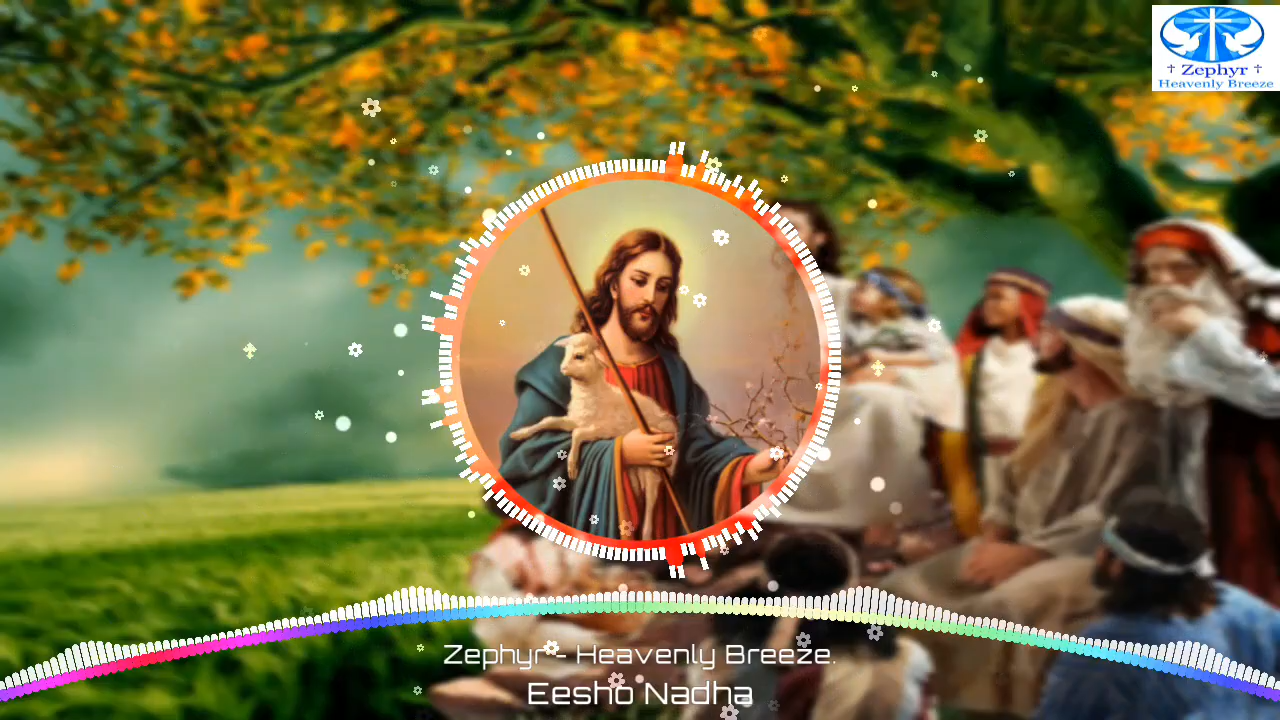 † Zephyr †
Heavenly Breeze
Zephyr - Heavenly Breeze.
Eesho Nadha